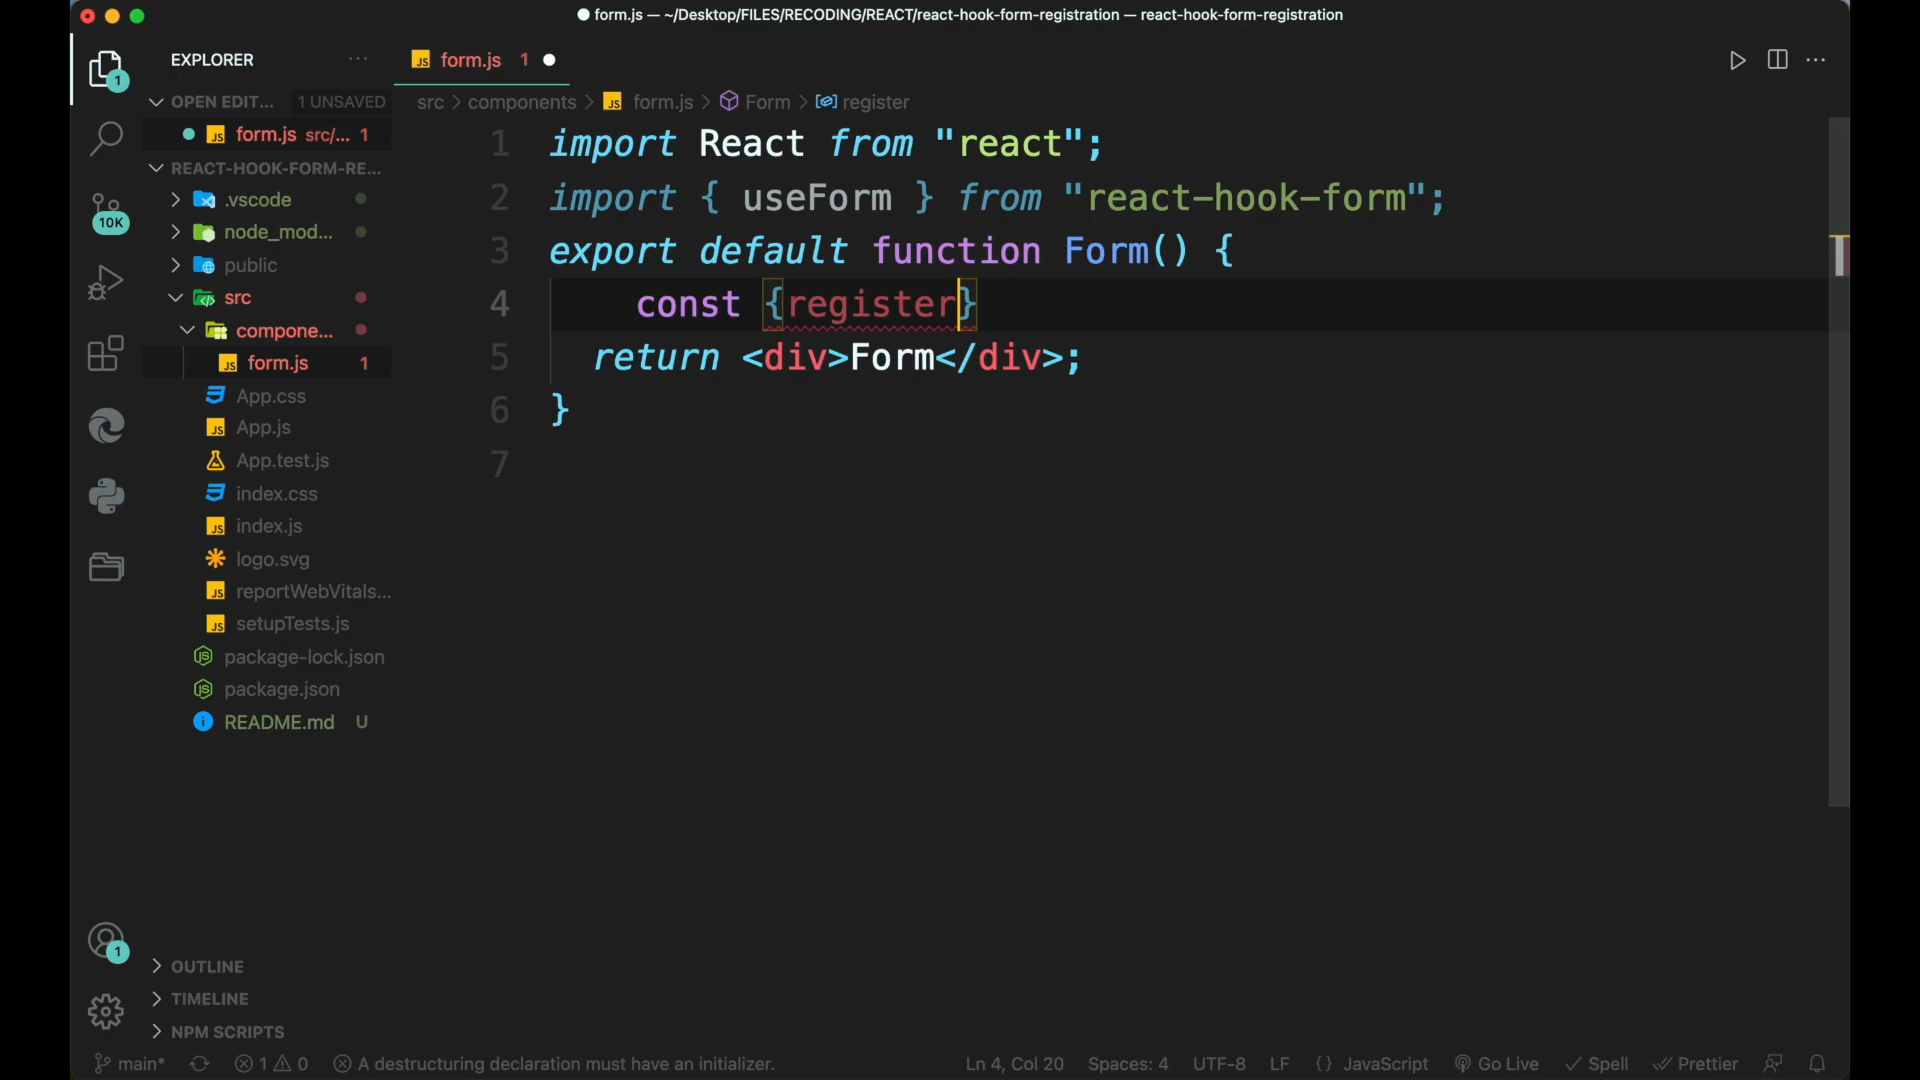 form.js — ~/Desktop/FILES/RECODING/REACT/react-hook-form-registration — react-hook-form-registration
1
EXPLORER
form.js 1
OPEN EDIT... 1 UNSAVED
src components form.js Form register
form.js src/... 1
REACT-HOOK-FORM-RE...
10K
.vscode
node_mod...
public
src
compone...
form.js 1
App.css
App.js
App.test.js
index.css
index.js
logo.svg
reportWebVitals...
setupTests.js
package-lock.json
package.json
README.md U
1 import React from "react";
2 import { useForm } from "react-hook-form";
3 export default function Form() {
4 const {register}
5 return <div>Form</div>;
6 }
7
1
OUTLINE
TIMELINE
NPM SCRIPTS
main* 1 0 A destructuring declaration must have an initializer. Ln 4, Col 20 Spaces: 4 UTF-8 LF {} JavaScript Go Live Spell Prettier